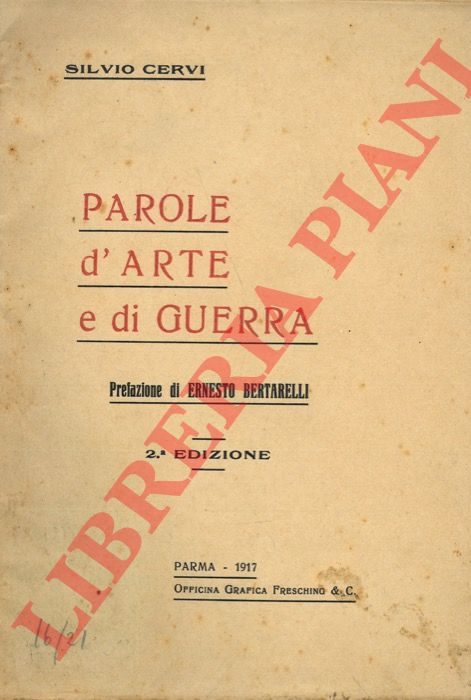 SILVIO CERVI
PAROLE
d'ARTE
e di GUERRA
Prefazione di ERNESTO BERTARELLI
2.ª EDIZIONE
PARMA - 1917
OFFICINA GRAFICA FRESCHING & C.
16/21
LIBRERIA PIANI